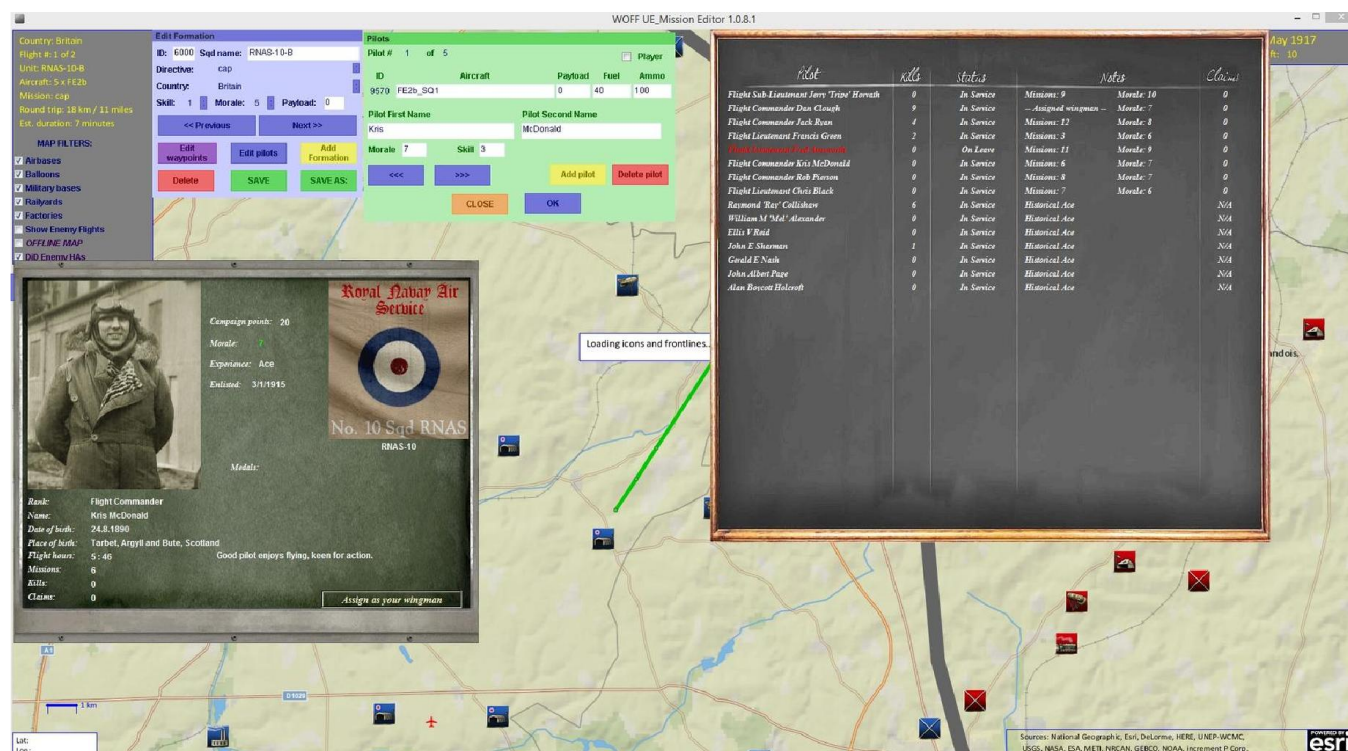 WOFF UE_Mission Editor 1.0.8.1
Country: Britain
Flight #: 1 of 2
Unit: RNAS-10-B
Aircraft: 5 x FE2b
Mission: cap
Round trip: 18 km / 11 miles
Est. duration: 7 minutes
MAP FILTERS:
Airbases
Balloons
Military bases
Railyards
Factories
Show Enemy Flights
OFFLINE MAP
DiD Enemy HAs
Edit Formation
ID: 6000 Sqd name: RNAS-10-B
Directive: cap
Country: Britain
Skill: 1 Morale: 5 Payload: 0
<< Previous Next >>
Edit waypoints Edit pilots Add Formation
Delete SAVE SAVE AS:
Pilots
Pilot # 1 of 5 Player
ID Aircraft Payload Fuel Ammo
9570 FE2b_SQ1 0 40 100
Pilot First Name Pilot Second Name
Kris McDonald
Morale 7 Skill 3
<<< >>> Add pilot Delete pilot
CLOSE OK
May 1917
ft: 10
Pilot Kills Status Notes Claims
Flight Sub-Lieutenant Jerry 'Tripe' Horvath 0 In Service Missions: 9 Morale: 10 0
Flight Commander Dan Clough 9 In Service -- Assigned wingman -- Morale: 7 0
Flight Commander Jack Ryan 4 In Service Missions: 12 Morale: 8 0
Flight Lieutenant Francis Green 2 In Service Missions: 3 Morale: 6 0
0 On Leave Missions: 11 Morale: 9 0
Flight Commander Kris McDonald 0 In Service Missions: 6 Morale: 7 0
Flight Commander Rob Pierson 0 In Service Missions: 8 Morale: 7 0
Flight Lieutenant Chris Black 0 In Service Missions: 7 Morale: 6 0
Raymond 'Ray' Collishaw 6 In Service Historical Ace N/A
William M 'Mel' Alexander 0 In Service Historical Ace N/A
Ellis V Reid 0 In Service Historical Ace N/A
John E Sharman 1 In Service Historical Ace N/A
Gerald E Nash 0 In Service Historical Ace N/A
John Albert Page 0 In Service Historical Ace N/A
Alan Boycott Holcroft 0 In Service Historical Ace N/A
Loading icons and frontlines..
andois.
Royal Navay Air
Service
No. 10 Sqd RNAS
RNAS-10
Campaign points: 20
Morale: 7
Experience: Ace
Enlisted: 3/1/1915
Medals:
Rank: Flight Commander
Name: Kris McDonald
Date of birth: 24.8.1890
Place of birth: Tarbet, Argyll and Bute, Scotland
Flight hours: 5 : 46 Good pilot enjoys flying, keen for action.
Missions: 6
Kills: 0
Claims: 0
Assign as your wingman
A1
D1029
1 km
Lat:
Lon:
Sources: National Geographic, Esri, DeLorme, HERE, UNEP-WCMC,
USGS, NASA, ESA, METI, NRCAN, GEBCO, NOAA, increment P Corp.
POWERED BY
esri